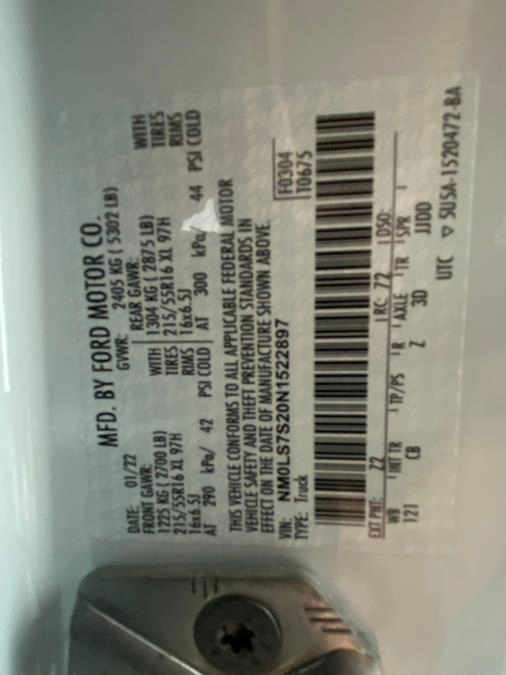 MFD. BY FORD MOTOR CO.
DATE: 01/22 GVWR: 2405 KG ( 5302 LB)
FRONT GAWR: REAR GAWR:
1225 KG ( 2700 LB) WITH 1304 KG ( 2875 LB) WITH
215/55R16 XL 97H TIRES 215/55R16 XL 97H TIRES
16x6.5J RIMS 16x6.5J RIMS
AT 290 kPa/ 42 PSI COLD AT 300 kPa/ 44 PSI COLD
THIS VEHICLE CONFORMS TO ALL APPLICABLE FEDERAL MOTOR
VEHICLE SAFETY AND THEFT PREVENTION STANDARDS IN
EFFECT ON THE DATE OF MANUFACTURE SHOWN ABOVE.
VIN: NM0LS7S20N1522897 F0304
TYPE: Truck T0675
EXT PNT: Z2 RC: 72 DSO:
WB INT TR TP/PS R AXLE TR SPR
121 CB Z 3D JJDD
UTC ▽ 5U5A-1520472-BA